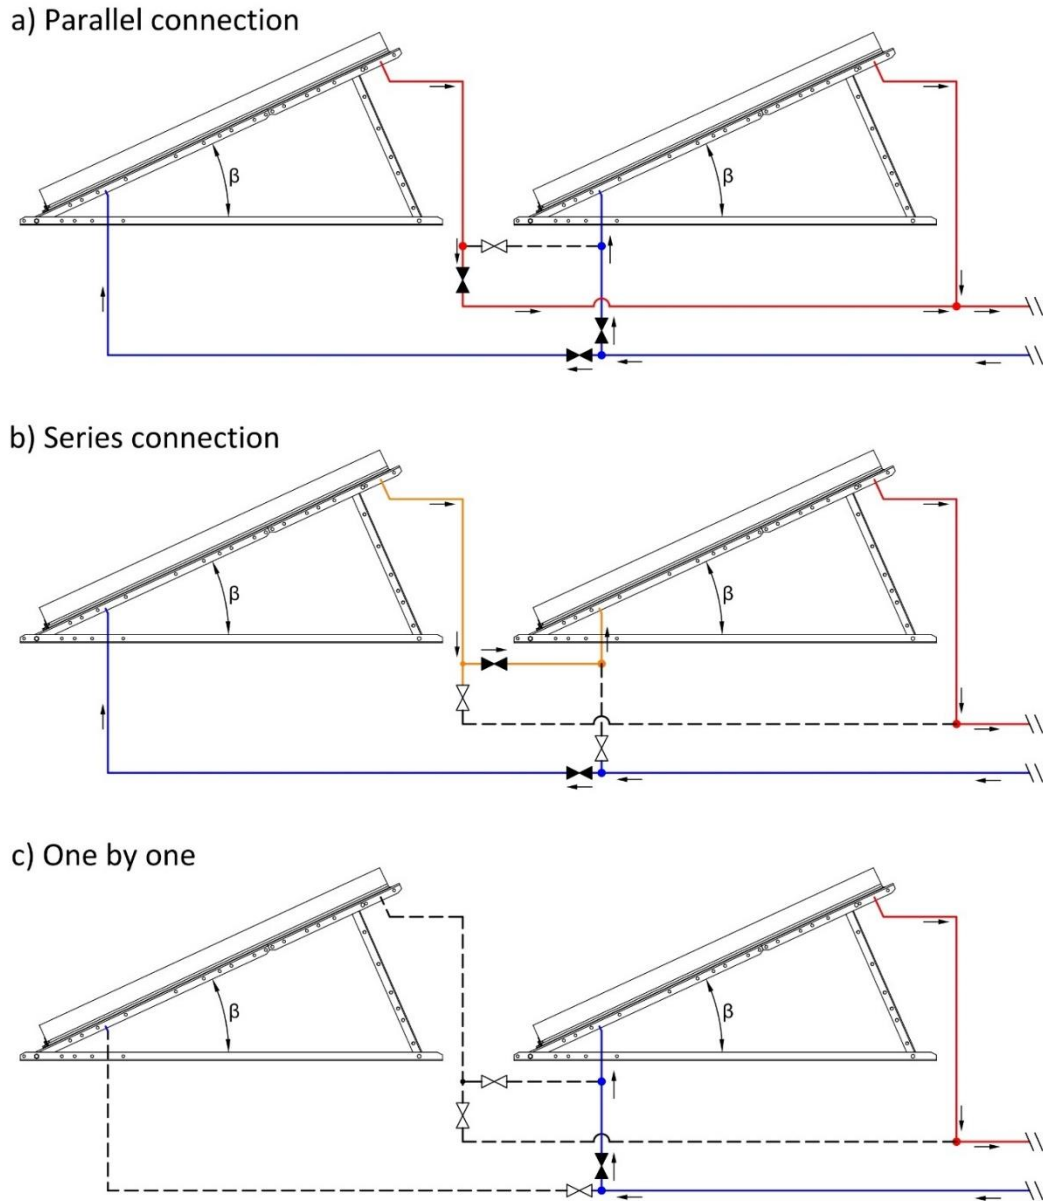 a) Parallel connection
β
β
b) Series connection
β
β
c) One by one
β
β